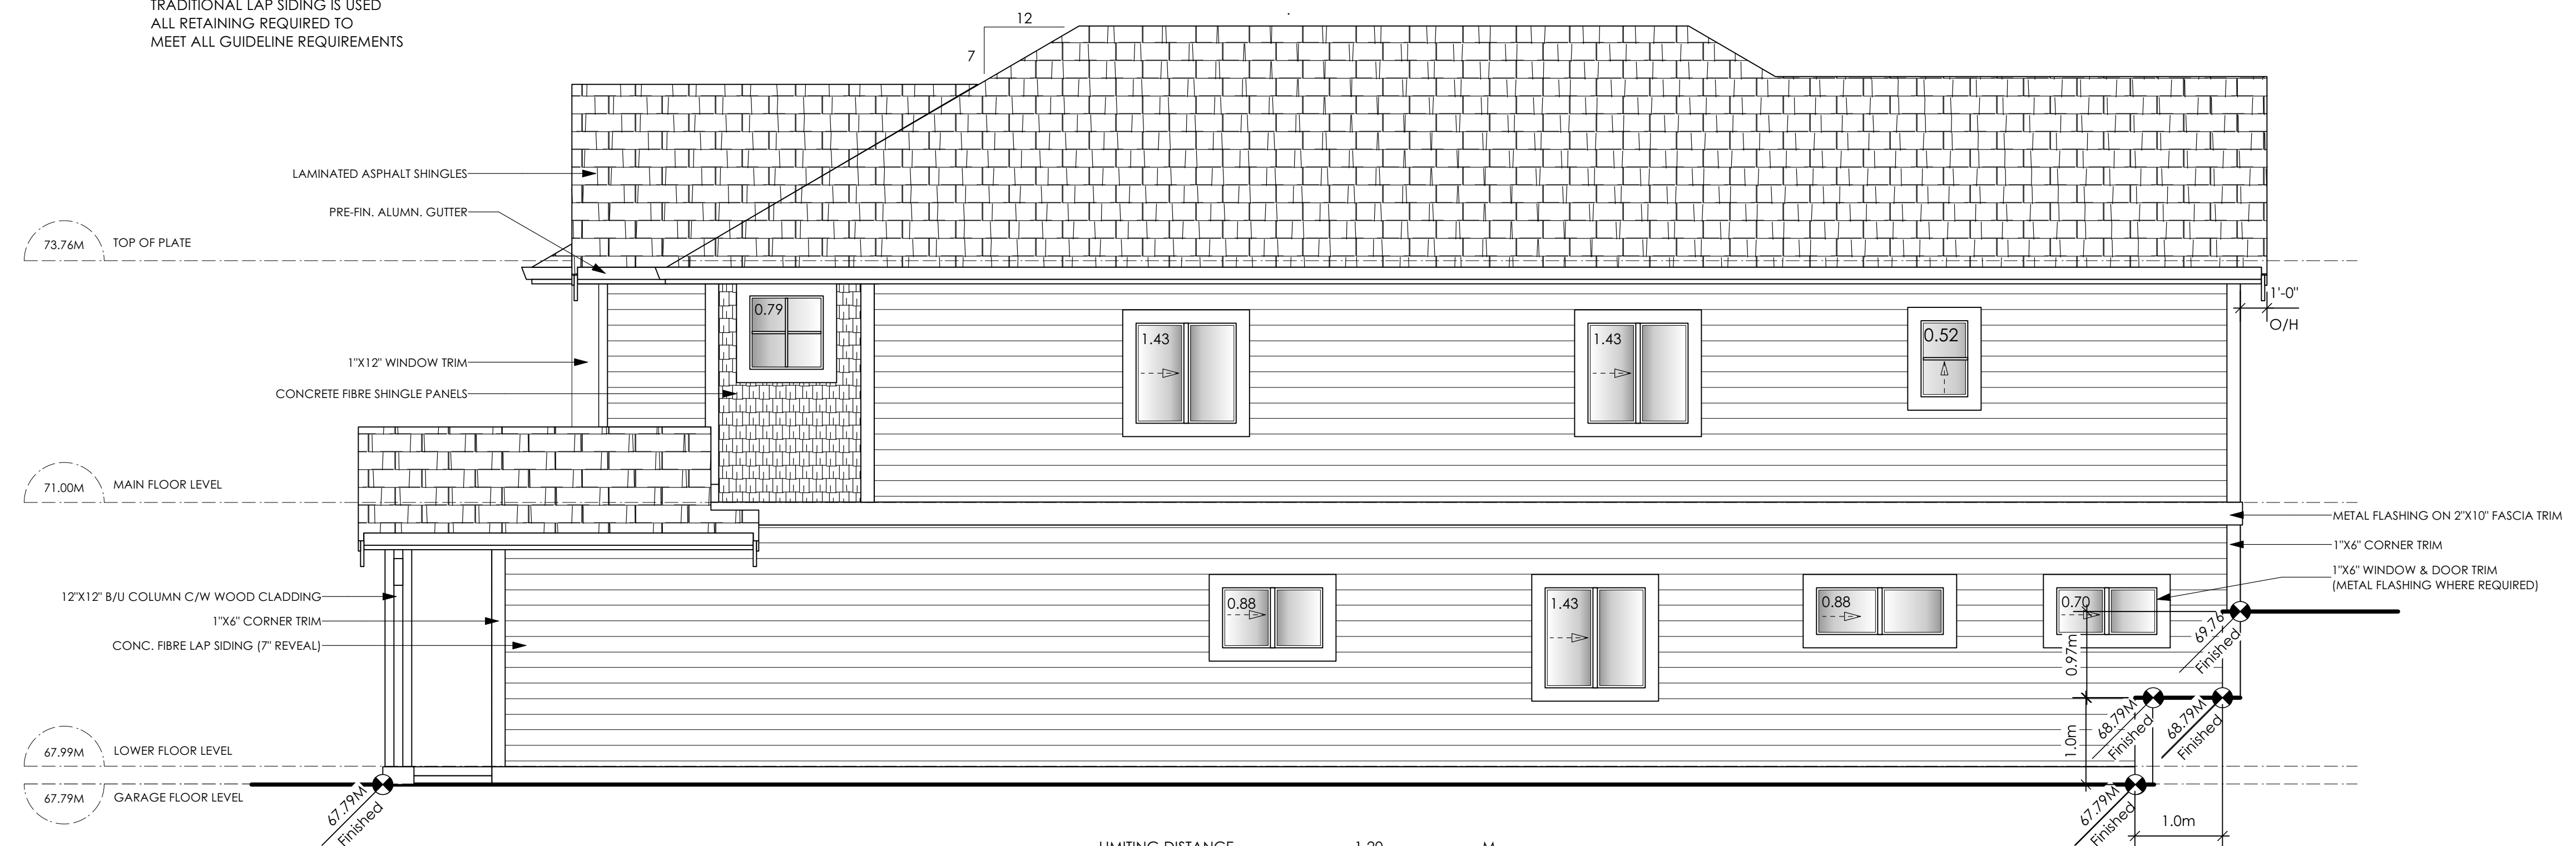 TRADITIONAL LAP SIDING IS USED
ALL RETAINING REQUIRED TO
MEET ALL GUIDELINE REQUIREMENTS
12
7
LAMINATED ASPHALT SHINGLES
PRE-FIN. ALUMN. GUTTER
73.76M TOP OF PLATE
1'-0"
O/H
0.79
1.43
1.43
0.52
1"X12" WINDOW TRIM
CONCRETE FIBRE SHINGLE PANELS
71.00M MAIN FLOOR LEVEL
METAL FLASHING ON 2"X10" FASCIA TRIM
1"X6" CORNER TRIM
1"X6" WINDOW & DOOR TRIM
(METAL FLASHING WHERE REQUIRED)
12"X12" B/U COLUMN C/W WOOD CLADDING
1"X6" CORNER TRIM
CONC. FIBRE LAP SIDING (7" REVEAL)
0.88
1.43
0.88
0.70
69.76
Finished
0.97m
68.79M
Finished
68.79M
Finished
1.0m
67.99M LOWER FLOOR LEVEL
67.79M GARAGE FLOOR LEVEL
67.79M
Finished
67.79M
Finished
1.0m
LIMITING DISTANCE 1.20 M